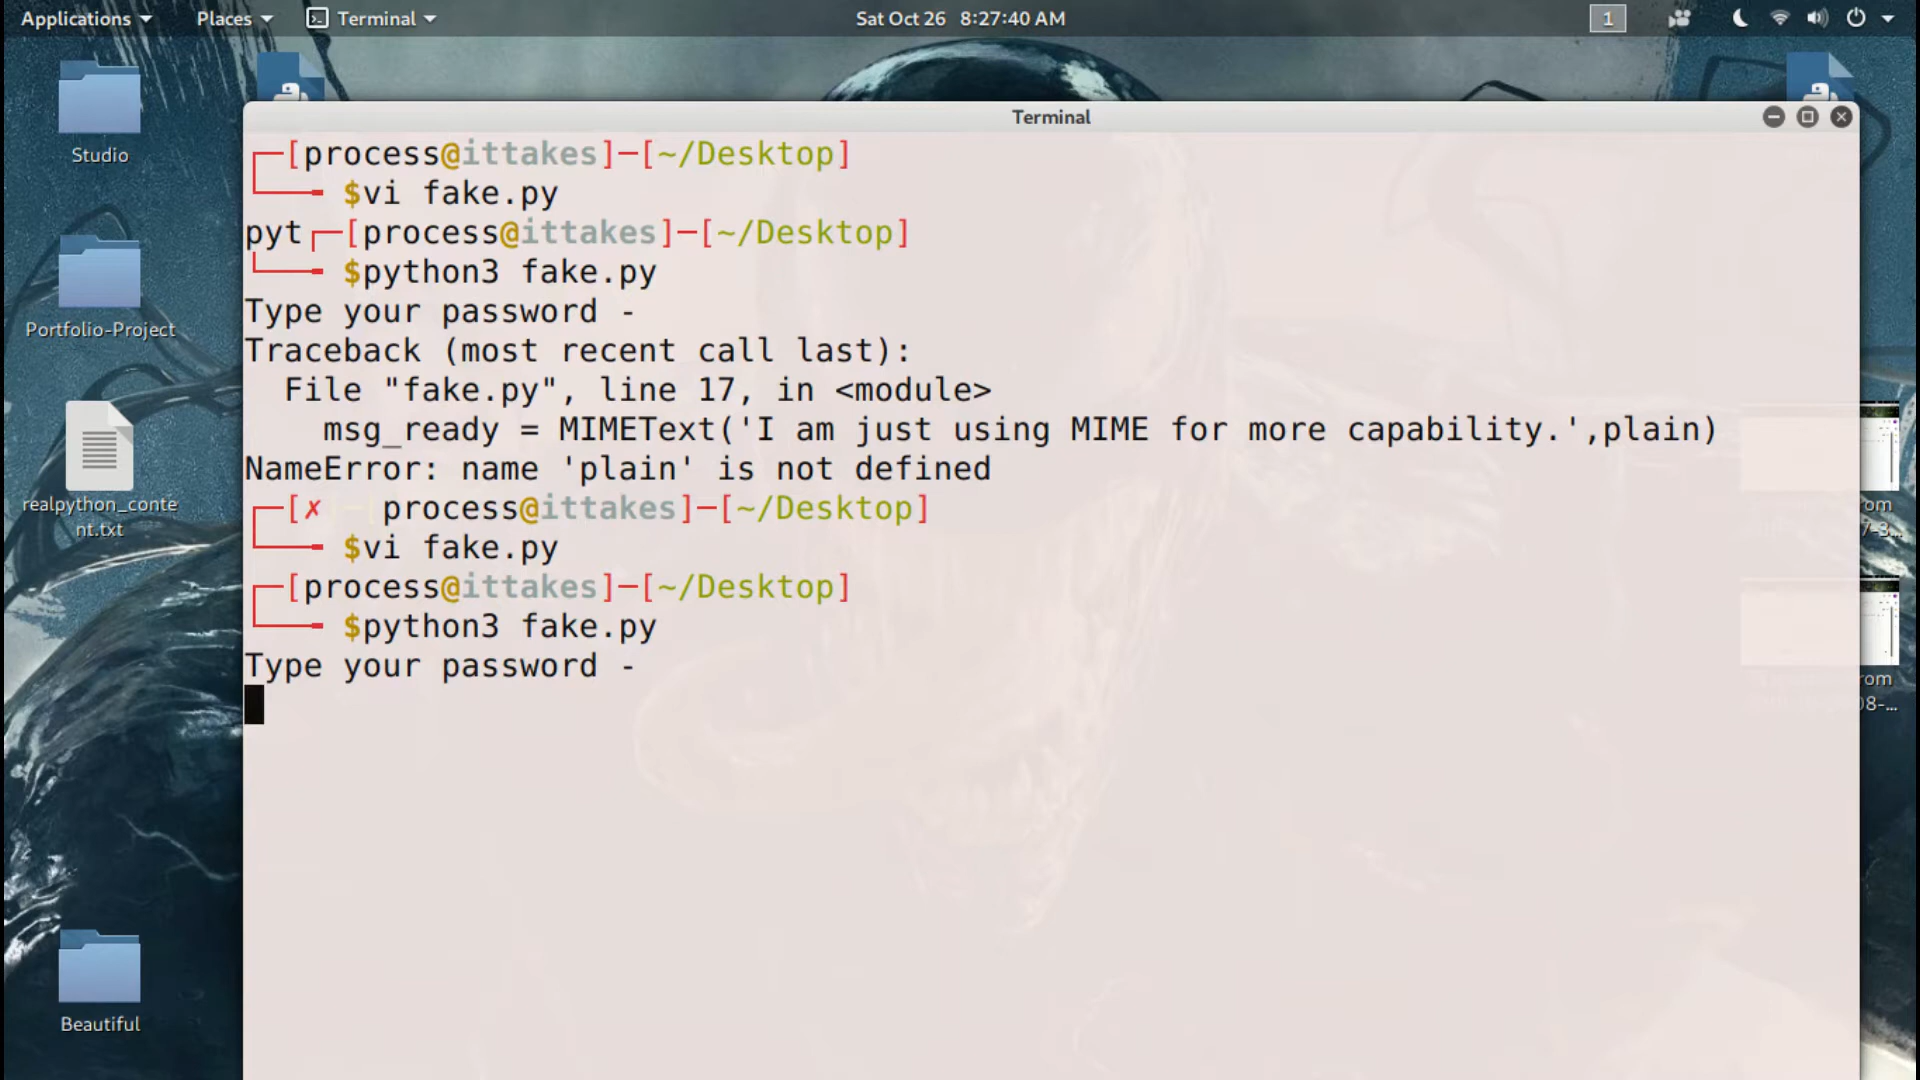 Applications Places Terminal Sat Oct 26 8:27:40 AM 1
Terminal
[process@ittakes]─[~/Desktop]
$vi fake.py
pyt [process@ittakes]─[~/Desktop]
$python3 fake.py
Type your password -
Traceback (most recent call last):
File "fake.py", line 17, in <module>
msg_ready = MIMEText('I am just using MIME for more capability.',plain)
NameError: name 'plain' is not defined
[✗ process@ittakes]─[~/Desktop]
$vi fake.py
[process@ittakes]─[~/Desktop]
$python3 fake.py
Type your password -
Studio
Portfolio-Project
realpython_conte
nt.txt
Beautiful